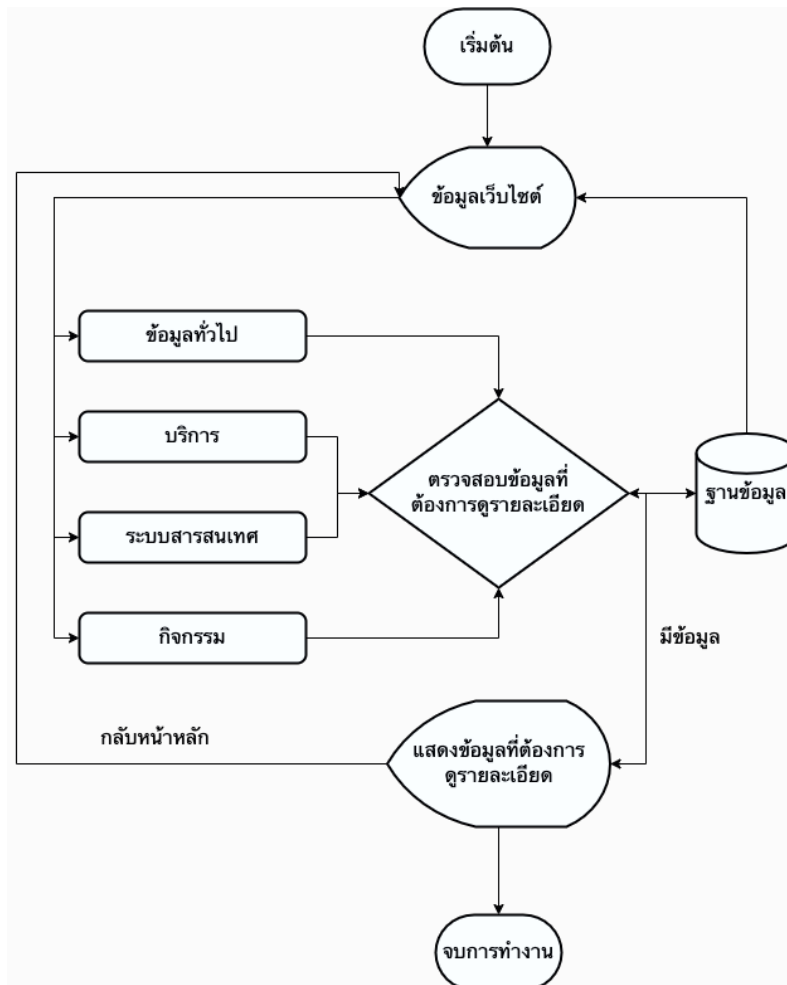 เริ่มต้น
ข้อมูลเว็บไซต์
ข้อมูลทั่วไป
บริการ
ตรวจสอบข้อมูลที่
ต้องการดูรายละเอียด
ฐานข้อมูล
ระบบสารสนเทศ
กิจกรรม
มีข้อมูล
กลับหน้าหลัก
แสดงข้อมูลที่ต้องการ
ดูรายละเอียด
จบการทำงาน